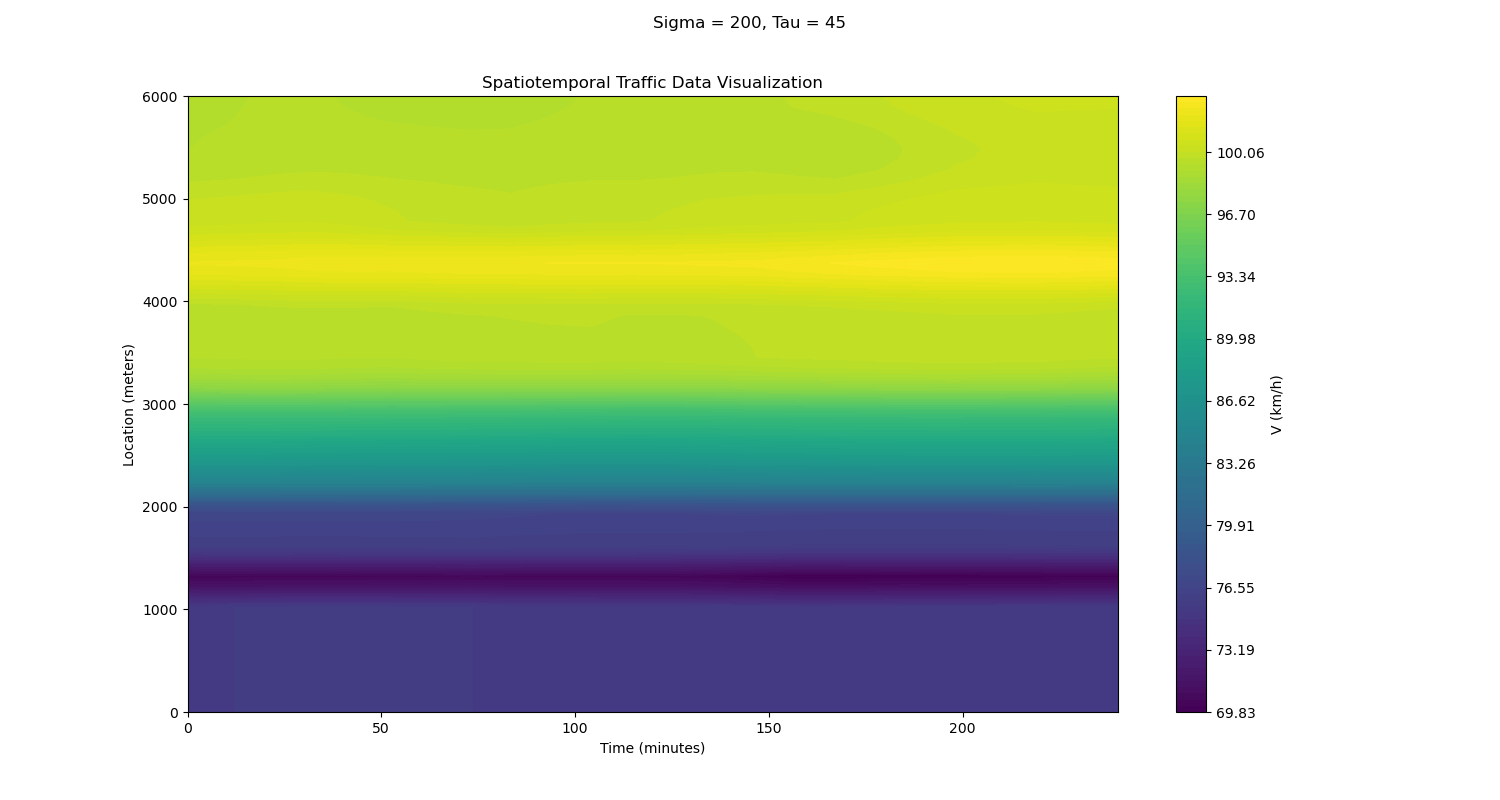 Sigma = 200, Tau = 45
Spatiotemporal Traffic Data Visualization
6000
5000
4000
3000
2000
1000
0
Location (meters)
0 50 100 150 200
Time (minutes)
100.06
96.70
93.34
89.98
86.62
83.26
79.91
76.55
73.19
69.83
V (km/h)